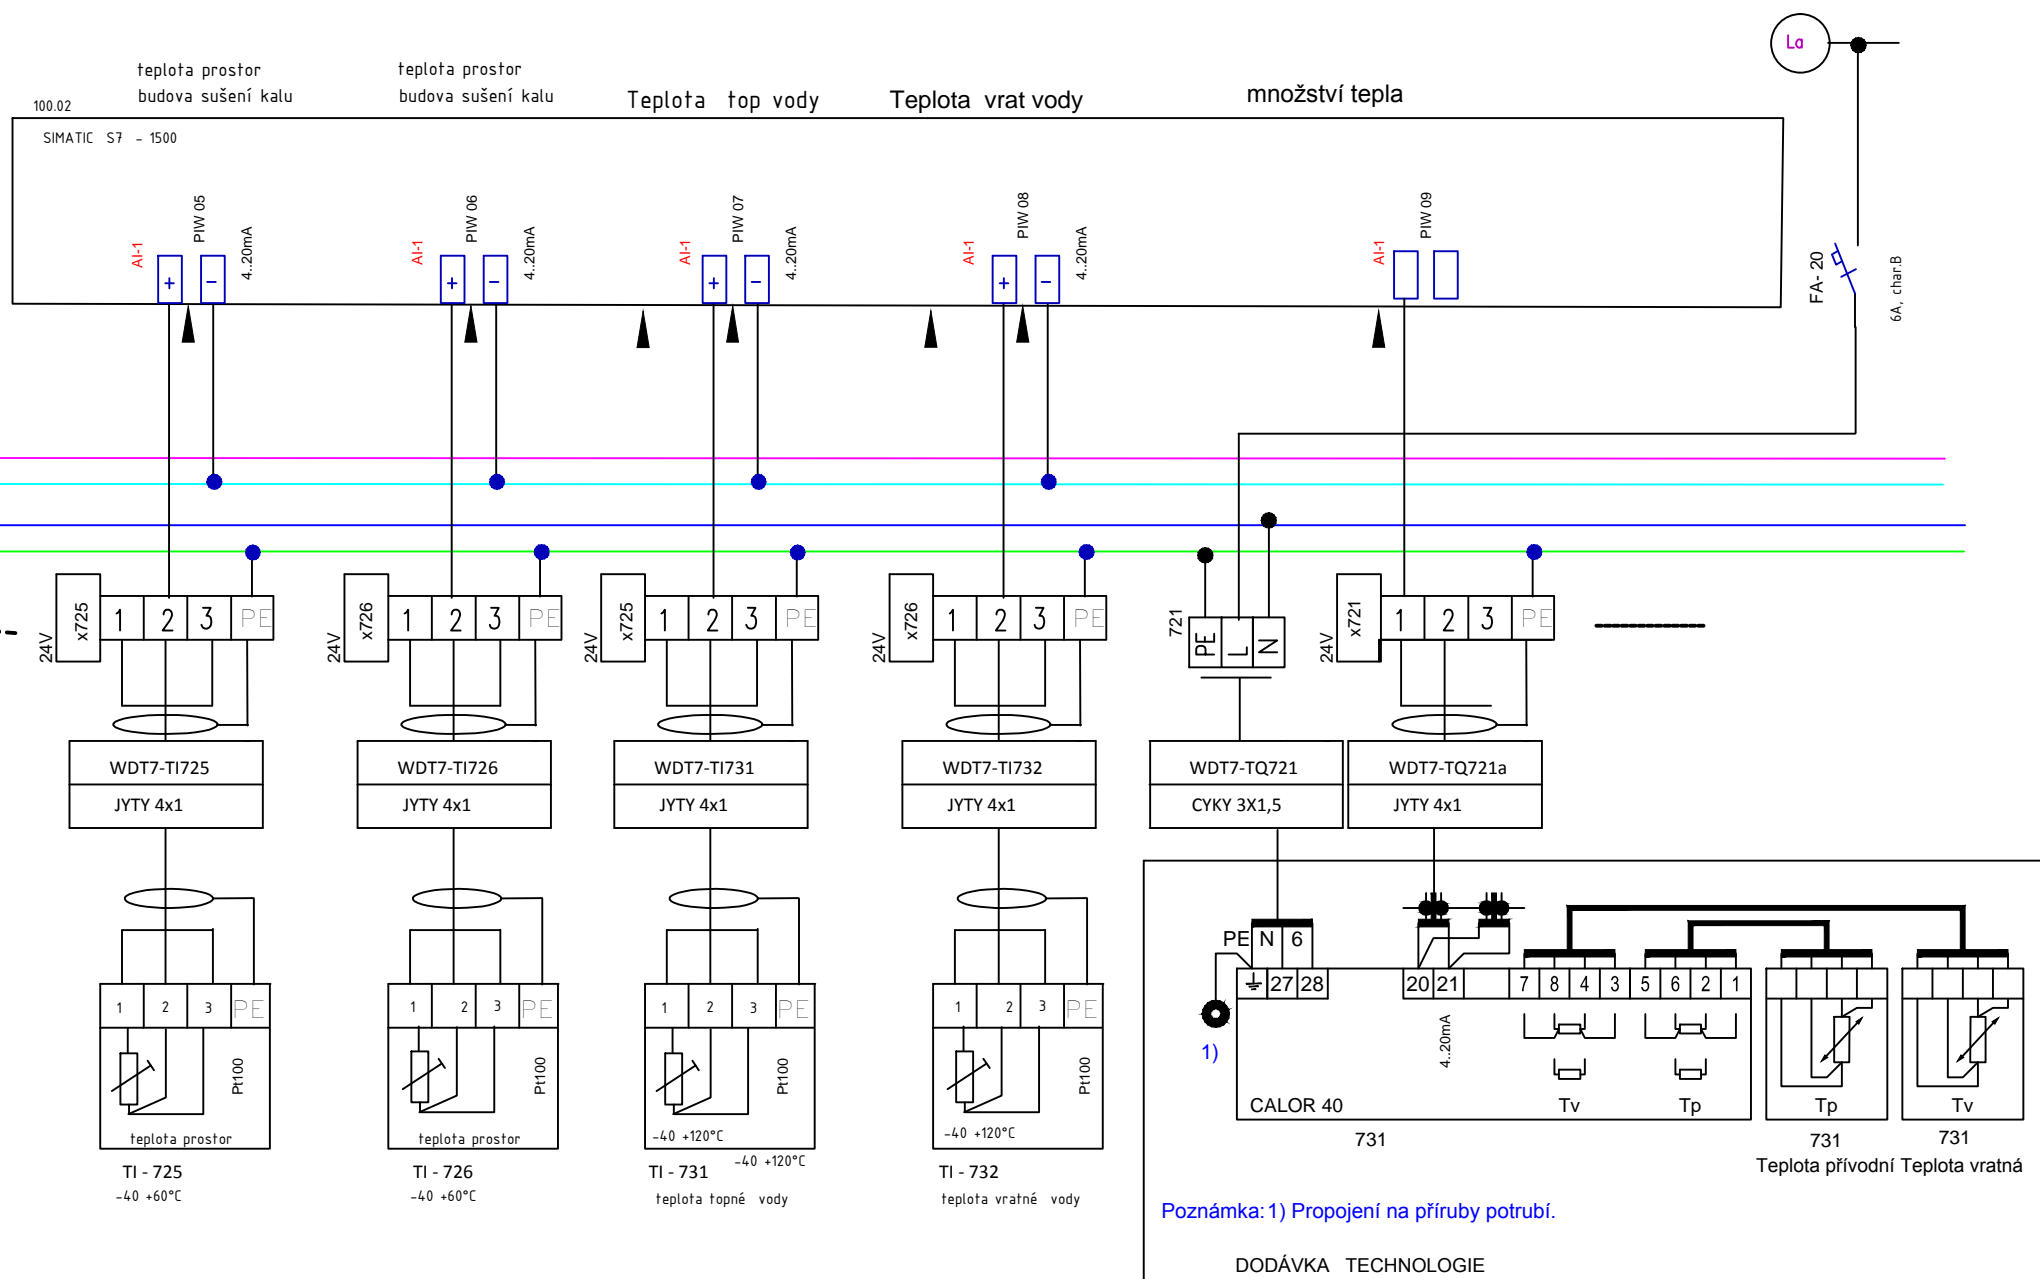 La
teplota prostor
budova sušení kalu
teplota prostor
budova sušení kalu
Teplota top vody
Teplota vrat vody
množství tepla
100.02
SIMATIC S7 - 1500
AI-1
PIW 05
4..20mA
AI-1
PIW 06
4..20mA
AI-1
PIW 07
4..20mA
AI-1
PIW 08
4..20mA
AI-1
PIW 09
FA- 20
6A, char.B
+ -
+ -
+ -
+ -
24V
x725
1 2 3 PE
24V
x726
1 2 3 PE
24V
x725
1 2 3 PE
24V
x726
1 2 3 PE
721
PE L N
24V
x721
1 2 3 PE
WDT7-TI725
JYTY 4x1
WDT7-TI726
JYTY 4x1
WDT7-TI731
JYTY 4x1
WDT7-TI732
JYTY 4x1
WDT7-TQ721
CYKY 3X1,5
WDT7-TQ721a
JYTY 4x1
1 2 3 PE
Pt100
teplota prostor
TI - 725
-40 +60°C
1 2 3 PE
Pt100
teplota prostor
TI - 726
-40 +60°C
1 2 3 PE
Pt100
-40 +120°C
-40 +120°C
TI - 731
teplota topné vody
1 2 3 PE
Pt100
-40 +120°C
TI - 732
teplota vratné vody
PE N 6
27 28
20 21
7 8 4 3 5 6 2 1
1)
4..20mA
CALOR 40
Tv
Tp
Tp
Tv
731
731
731
Teplota přívodní
Teplota vratná
Poznámka: 1) Propojení na příruby potrubí.
DODÁVKA TECHNOLOGIE